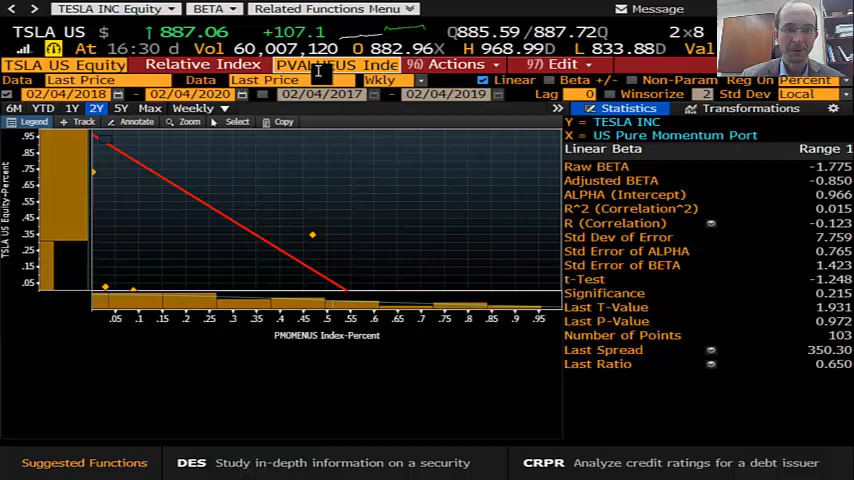 TSLA INC Equity BETA Related Functions Menu Message
TSLA US $ ↑ 887.06 +107.1 Q885.59/887.72Q 2×8
At 16:30 d Vol 60,007,120 O 882.96X H 968.99D L 833.88D Val
TSLA US Equity Relative Index PVALUEUS Inde 96) Actions 97) Edit
Data Last Price Data Last Price Wkly Linear Beta +/- Non-Param Reg On Percent
02/04/2018 - 02/04/2020 02/04/2017 - 02/04/2019 Lag 0 Winsorize 2 Std Dev Local
6M YTD 1Y 2Y 5Y Max Weekly Statistics Transformations
Legend Track Annotate Zoom Select Copy
Y = TESLA INC
X = US Pure Momentum Port
Linear Beta Range 1
Raw BETA -1.775
Adjusted BETA -0.850
ALPHA (Intercept) 0.966
R^2 (Correlation^2) 0.015
R (Correlation) -0.123
Std Dev of Error 7.759
Std Error of ALPHA 0.765
Std Error of BETA 1.423
t-Test -1.248
Significance 0.215
Last T-Value 1.931
Last P-Value 0.972
Number of Points 103
Last Spread 350.30
Last Ratio 0.650
TSLA US Equity-Percent
.95
.85
.75
.65
.55
.45
.35
.25
.15
.05
.05 .1 .15 .2 .25 .3 .35 .4 .45 .5 .55 .6 .65 .7 .75 .8 .85 .9 .95
PMOMENUS Index-Percent
Suggested Functions DES Study in-depth information on a security CRPR Analyze credit ratings for a debt issuer